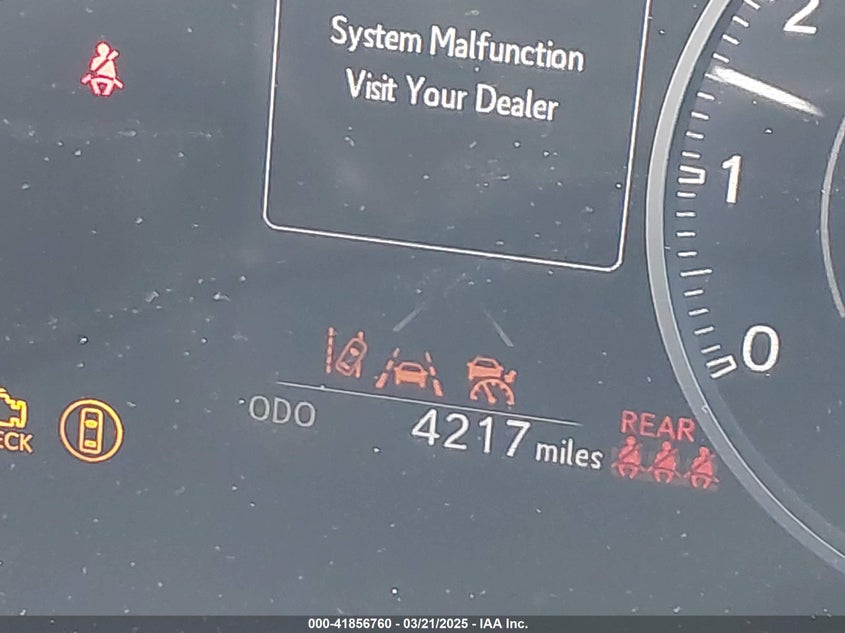 System Malfunction
Visit Your Dealer
2
1
0
ODO
4217 miles
REAR
ECK
000-41856760 - 03/21/2025 - IAA Inc.